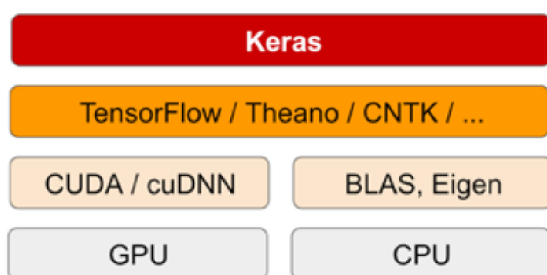 Keras
TensorFlow / Theano / CNTK / ...
CUDA / cuDNN
BLAS, Eigen
GPU
CPU